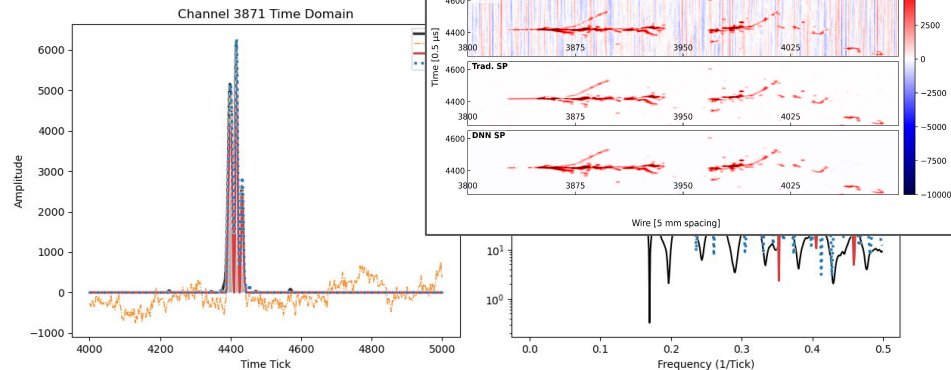 Channel 3871 Time Domain
6000
5000
4000
3000
2000
1000
0
−1000
4000 4200 4400 4600 4800 5000
Amplitude
Time Tick
4600
4400
3800 3875 3950 4025
Trad. SP
4600
4400
3800 3875 3950 4025
DNN SP
4600
4400
3800 3875 3950 4025
Time [0.5 μs]
Wire [5 mm spacing]
2500
0
−2500
−5000
−7500
−10000
10¹
10⁰
0.0 0.1 0.2 0.3 0.4 0.5
Frequency (1/Tick)